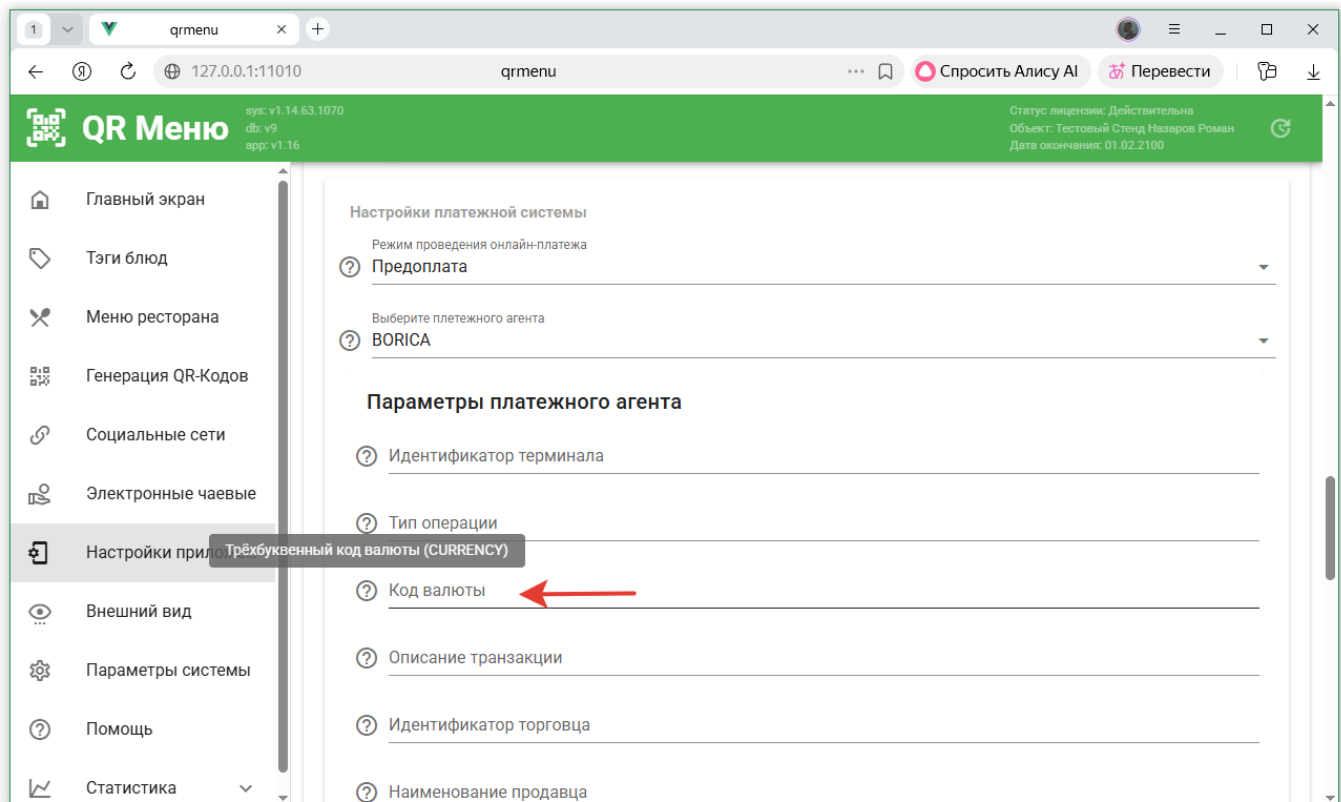 1
qrmenu
127.0.0.1:11010
qrmenu
Спросить Алису AI
Перевести
QR Меню
sys: v1.14.63.1070
db: v9
app: v1.16
Статус лицензии: Действительна
Объект: Тестовый Стенд Назаров Роман
Дата окончания: 01.02.2100
Главный экран
Тэги блюд
Меню ресторана
Генерация QR-Кодов
Социальные сети
Электронные чаевые
Настройки прил
Внешний вид
Параметры системы
Помощь
Статистика
Настройки платежной системы
Режим проведения онлайн-платежа
Предоплата
Выберите плетежного агента
BORICA
Параметры платежного агента
Идентификатор терминала
Тип операции
Трёхбуквенный код валюты (CURRENCY)
Код валюты
Описание транзакции
Идентификатор торговца
Наименование продавца